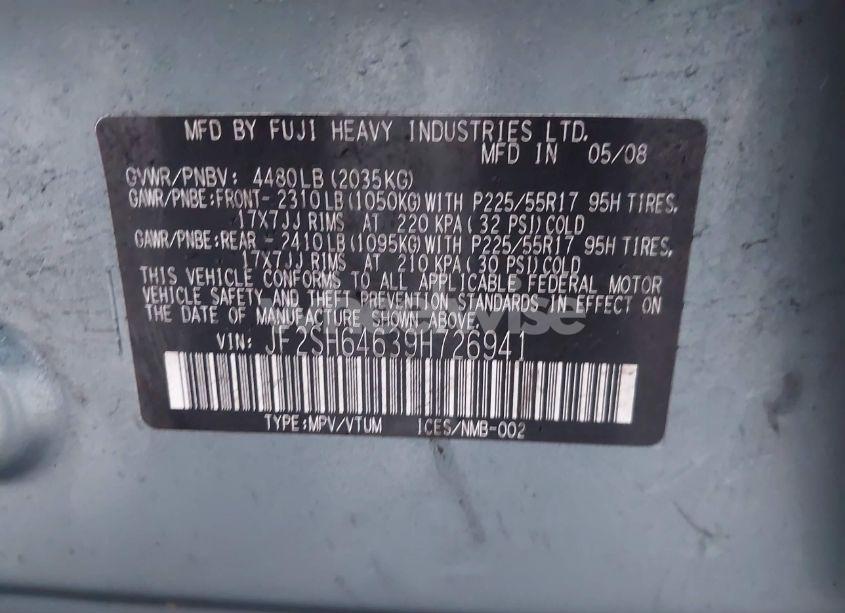 MFD BY FUJI HEAVY INDUSTRIES LTD.
MFD IN 05/08
GVWR/PNBV: 4480LB (2035KG)
GAWR/PNBE:FRONT- 2310LB (1050KG) WITH P225/55R17 95H TIRES,
17X7JJ RIMS AT 220 KPA ( 32 PSI) COLD
GAWR/PNBE:REAR - 2410LB (1095KG) WITH P225/55R17 95H TIRES,
17X7JJ RIMS AT 210 KPA ( 30 PSI) COLD
THIS VEHICLE CONFORMS TO ALL APPLICABLE FEDERAL MOTOR
VEHICLE SAFETY AND THEFT PREVENTION STANDARDS IN EFFECT ON
THE DATE OF MANUFACTURE SHOWN ABOVE.
VIN: JF2SH64639H726941
TYPE:MPV/VTUM ICES/NMB-002